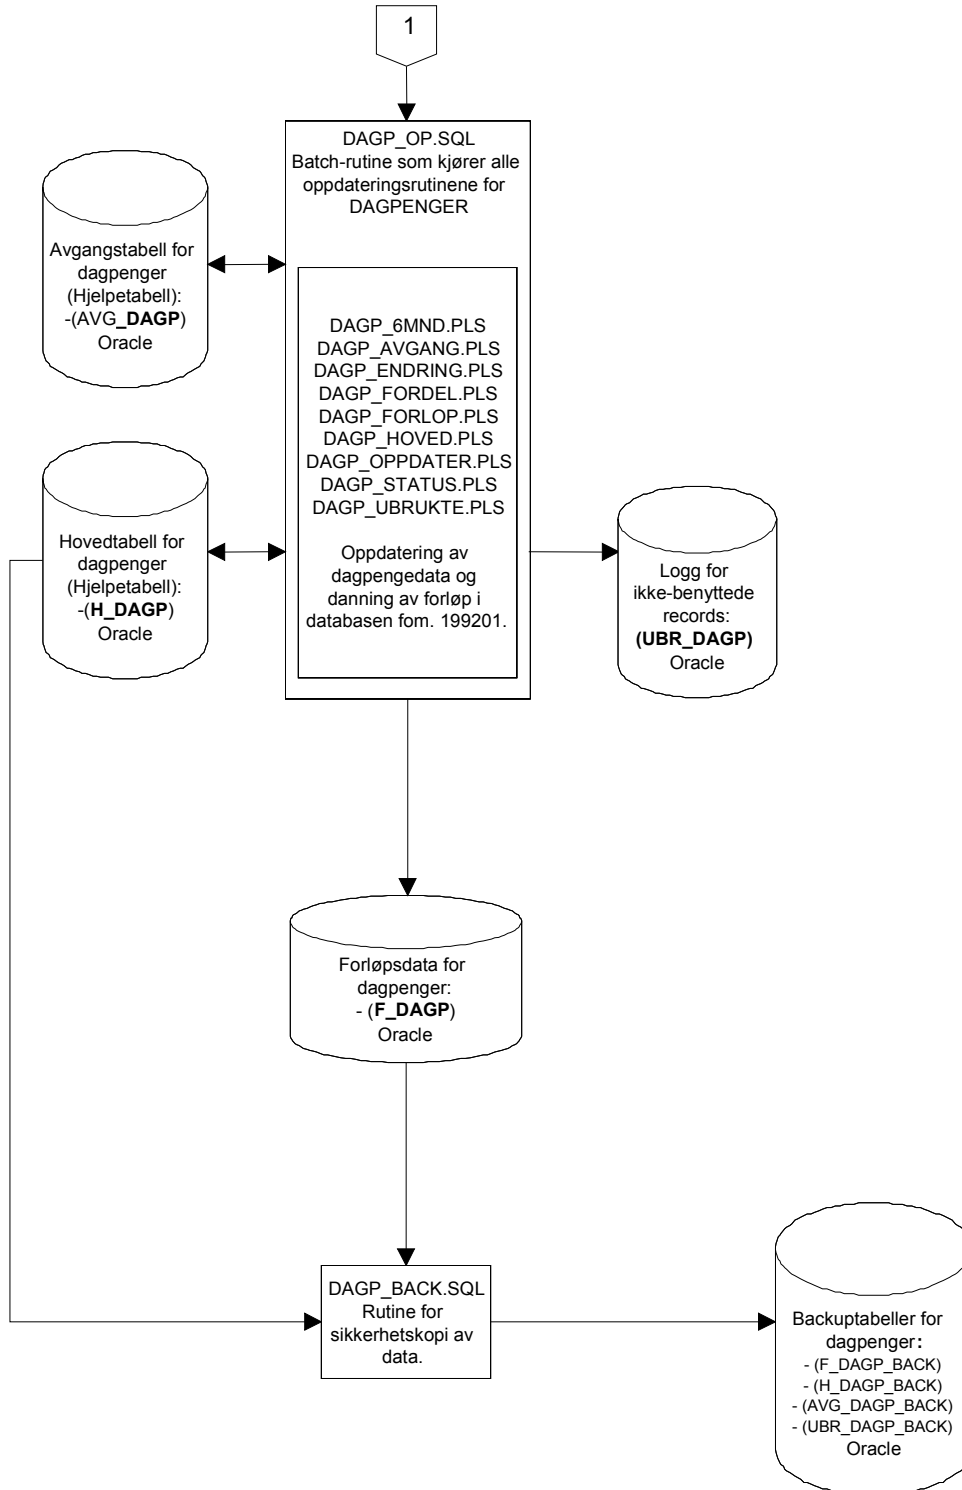 1
DAGP_OP.SQL
Batch-rutine som kjører alle
oppdateringsrutinene for
DAGPENGER
Avgangstabell for
dagpenger
(Hjelpetabell):
-(AVG_DAGP)
Oracle
DAGP_6MND.PLS
DAGP_AVGANG.PLS
DAGP_ENDRING.PLS
DAGP_FORDEL.PLS
DAGP_FORLOP.PLS
DAGP_HOVED.PLS
DAGP_OPPDATER.PLS
DAGP_STATUS.PLS
DAGP_UBRUKTE.PLS
Oppdatering av
dagpengedata og
danning av forløp i
databasen fom. 199201.
Hovedtabell for
dagpenger
(Hjelpetabell):
-(H_DAGP)
Oracle
Logg for
ikke-benyttede
records:
(UBR_DAGP)
Oracle
Forløpsdata for
dagpenger:
- (F_DAGP)
Oracle
DAGP_BACK.SQL
Rutine for
sikkerhetskopi av
data.
Backuptabeller for
dagpenger:
- (F_DAGP_BACK)
- (H_DAGP_BACK)
- (AVG_DAGP_BACK)
- (UBR_DAGP_BACK)
Oracle